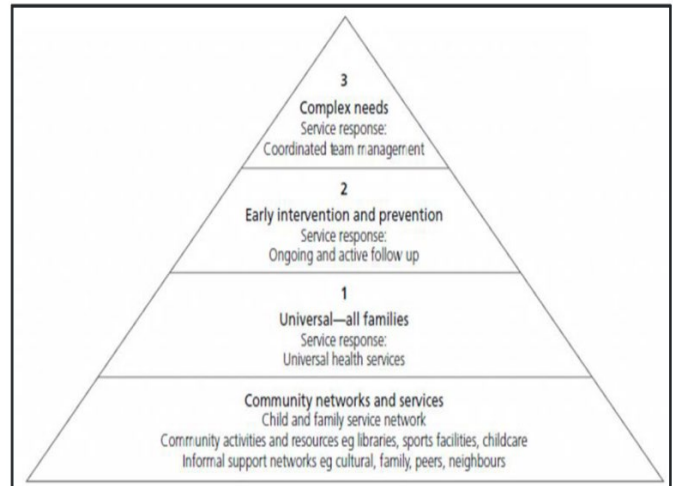 3
Complex needs
Service response:
Coordinated team management
2
Early intervention and prevention
Service response:
Ongoing and active follow up
1
Universal—all families
Service response:
Universal health services
Community networks and services
Child and family service network
Community activities and resources eg libraries, sports facilities, childcare
Informal support networks eg cultural, family, peers, neighbours